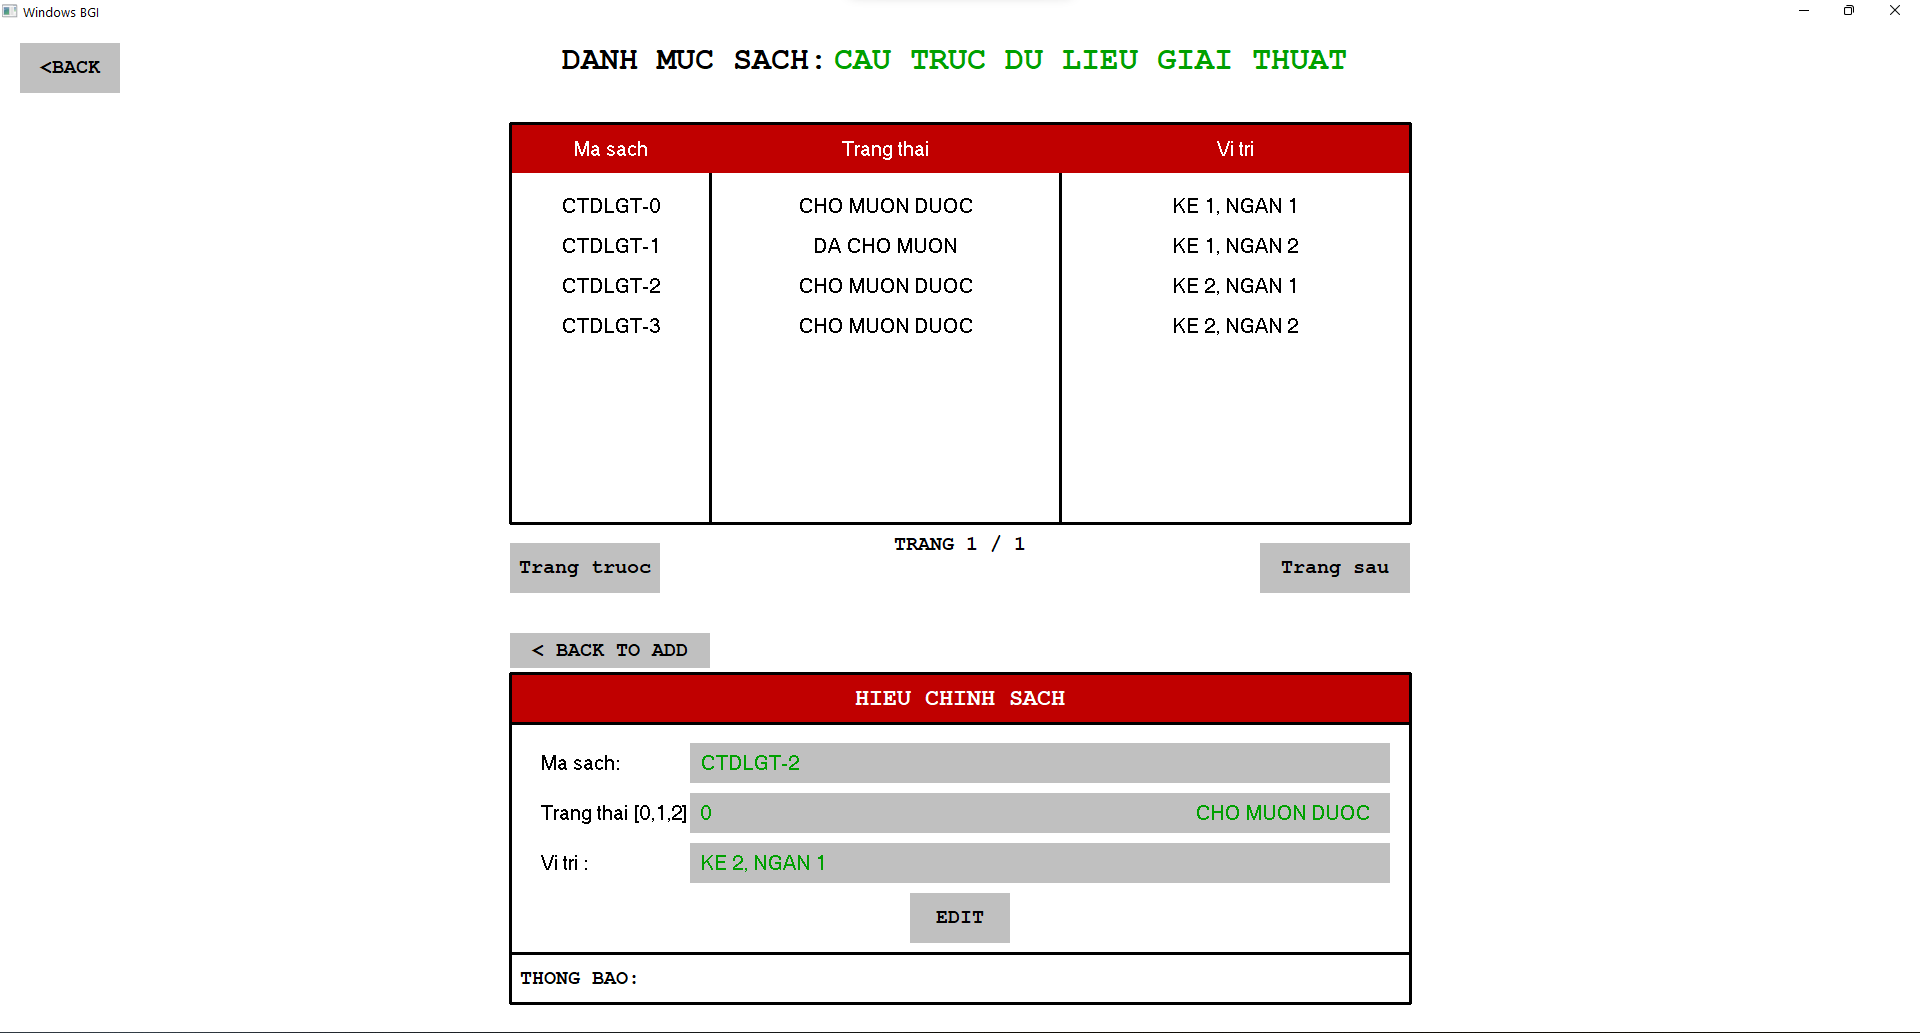 Windows BGI
<BACK
DANH MUC SACH: CAU TRUC DU LIEU GIAI THUAT
Ma sach Trang thai Vi tri
CTDLGT-0 CHO MUON DUOC KE 1, NGAN 1
CTDLGT-1 DA CHO MUON KE 1, NGAN 2
CTDLGT-2 CHO MUON DUOC KE 2, NGAN 1
CTDLGT-3 CHO MUON DUOC KE 2, NGAN 2
TRANG 1 / 1
Trang truoc Trang sau
< BACK TO ADD
HIEU CHINH SACH
Ma sach: CTDLGT-2
Trang thai [0,1,2] 0 CHO MUON DUOC
Vi tri : KE 2, NGAN 1
EDIT
THONG BAO: